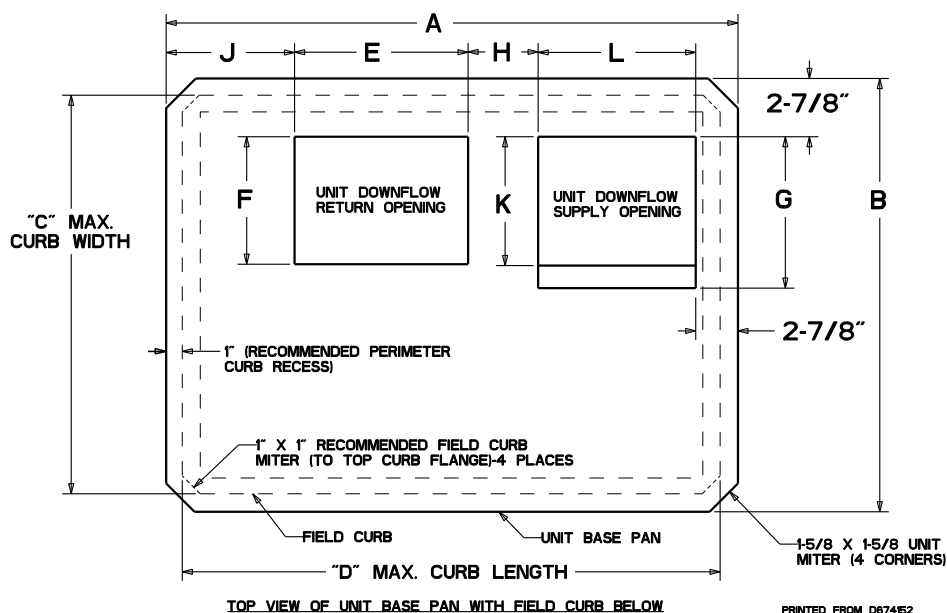 A
J
E
H
L
2-7/8"
F
UNIT DOWNFLOW
RETURN OPENING
K
UNIT DOWNFLOW
SUPPLY OPENING
G
B
"C" MAX.
CURB WIDTH
2-7/8"
1" (RECOMMENDED PERIMETER
CURB RECESS)
1" X 1" RECOMMENDED FIELD CURB
MITER (TO TOP CURB FLANGE)-4 PLACES
FIELD CURB
UNIT BASE PAN
1-5/8 X 1-5/8 UNIT
MITER (4 CORNERS)
"D" MAX. CURB LENGTH
TOP VIEW OF UNIT BASE PAN WITH FIELD CURB BELOW
PRINTED FROM D674152